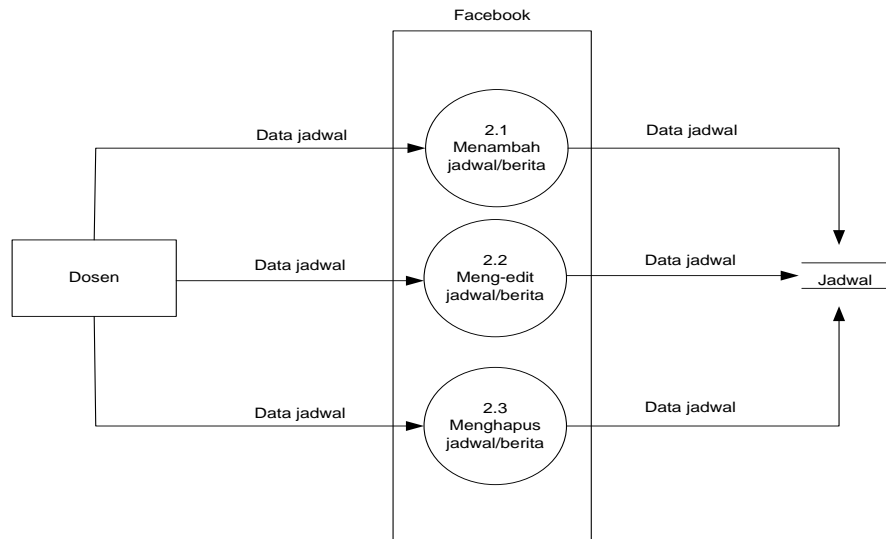 Facebook
Data jadwal
2.1
Menambah
jadwal/berita
Data jadwal
Dosen
Data jadwal
2.2
Meng-edit
jadwal/berita
Data jadwal
Jadwal
Data jadwal
2.3
Menghapus
jadwal/berita
Data jadwal